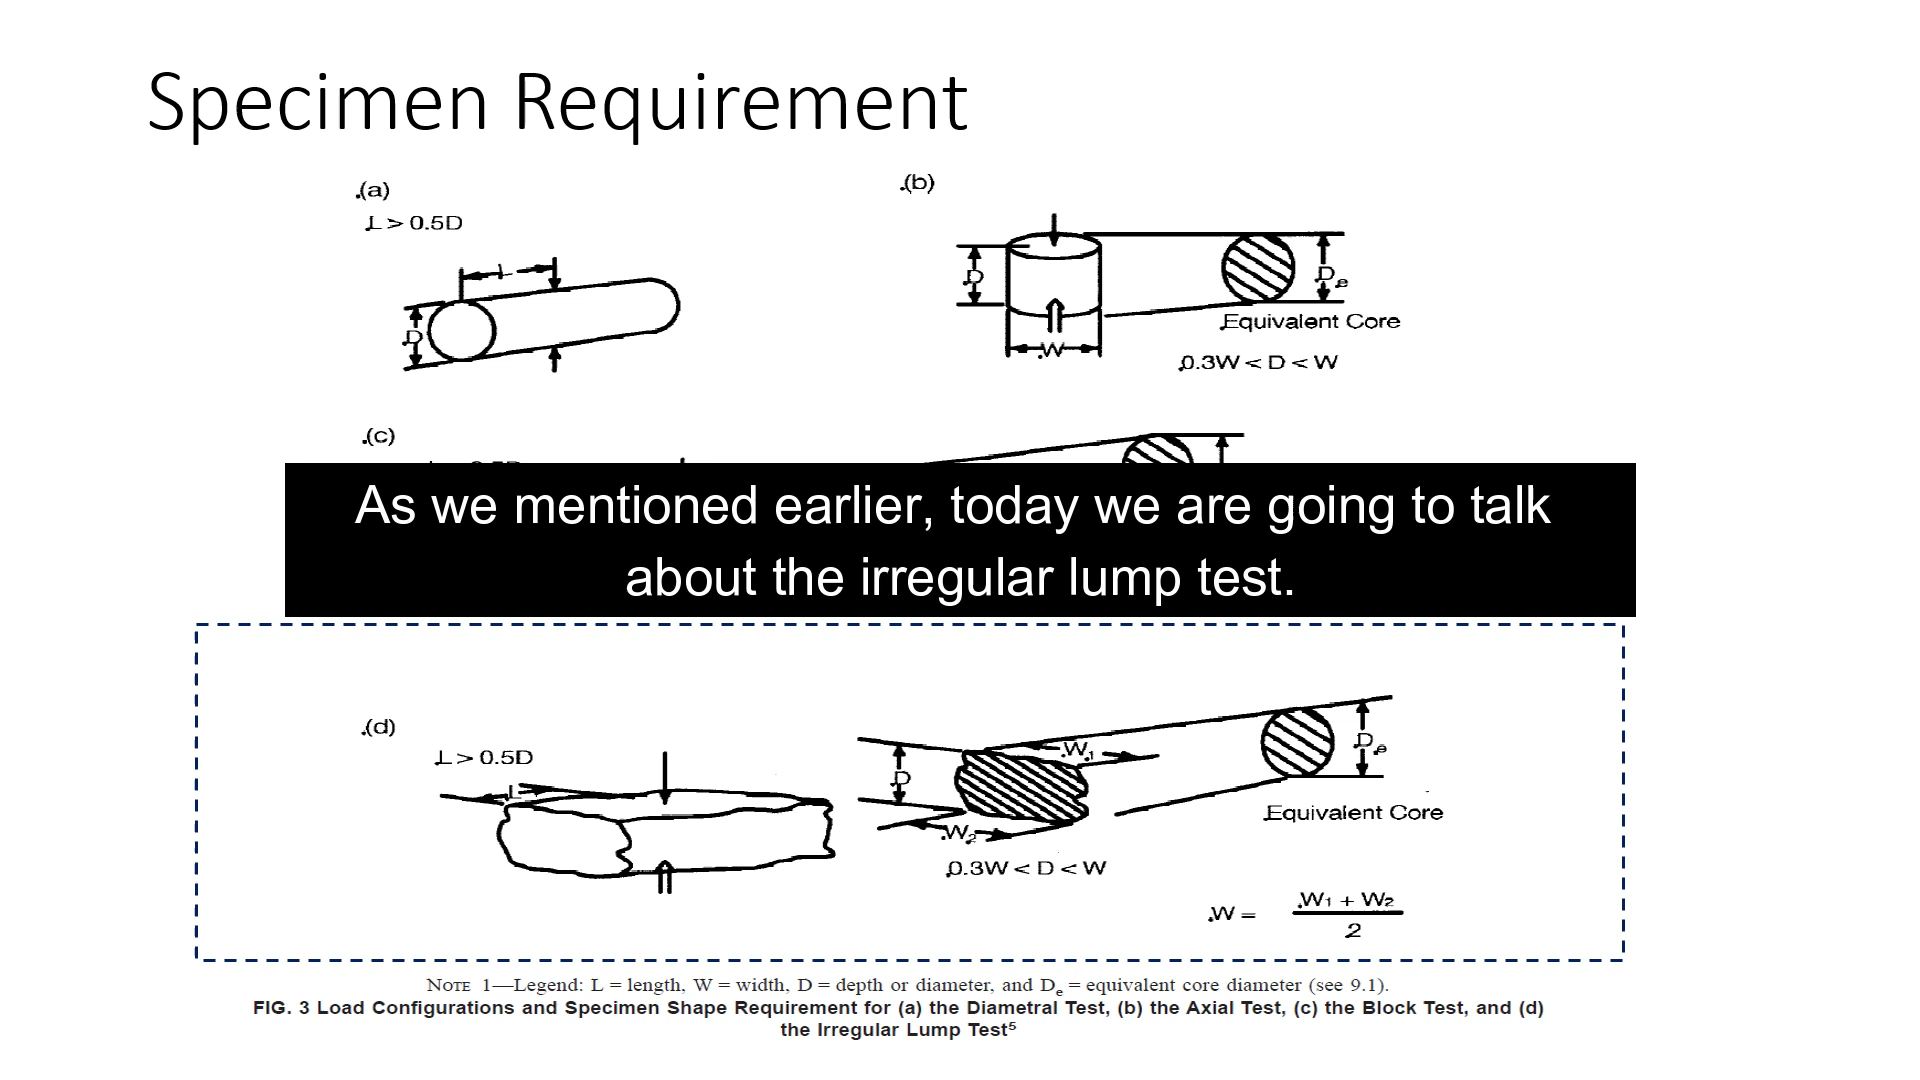 Specimen Requirement
(a)
L > 0.5D
L
D
(b)
D
W
De
Equivalent Core
0.3W < D < W
(c)
As we mentioned earlier, today we are going to talk
about the irregular lump test.
(d)
L > 0.5D
L
D
W1
W2
De
Equivalent Core
0.3W < D < W
W = W1 + W2
2
NOTE 1—Legend: L = length, W = width, D = depth or diameter, and De = equivalent core diameter (see 9.1).
FIG. 3 Load Configurations and Specimen Shape Requirement for (a) the Diametral Test, (b) the Axial Test, (c) the Block Test, and (d)
the Irregular Lump Test5